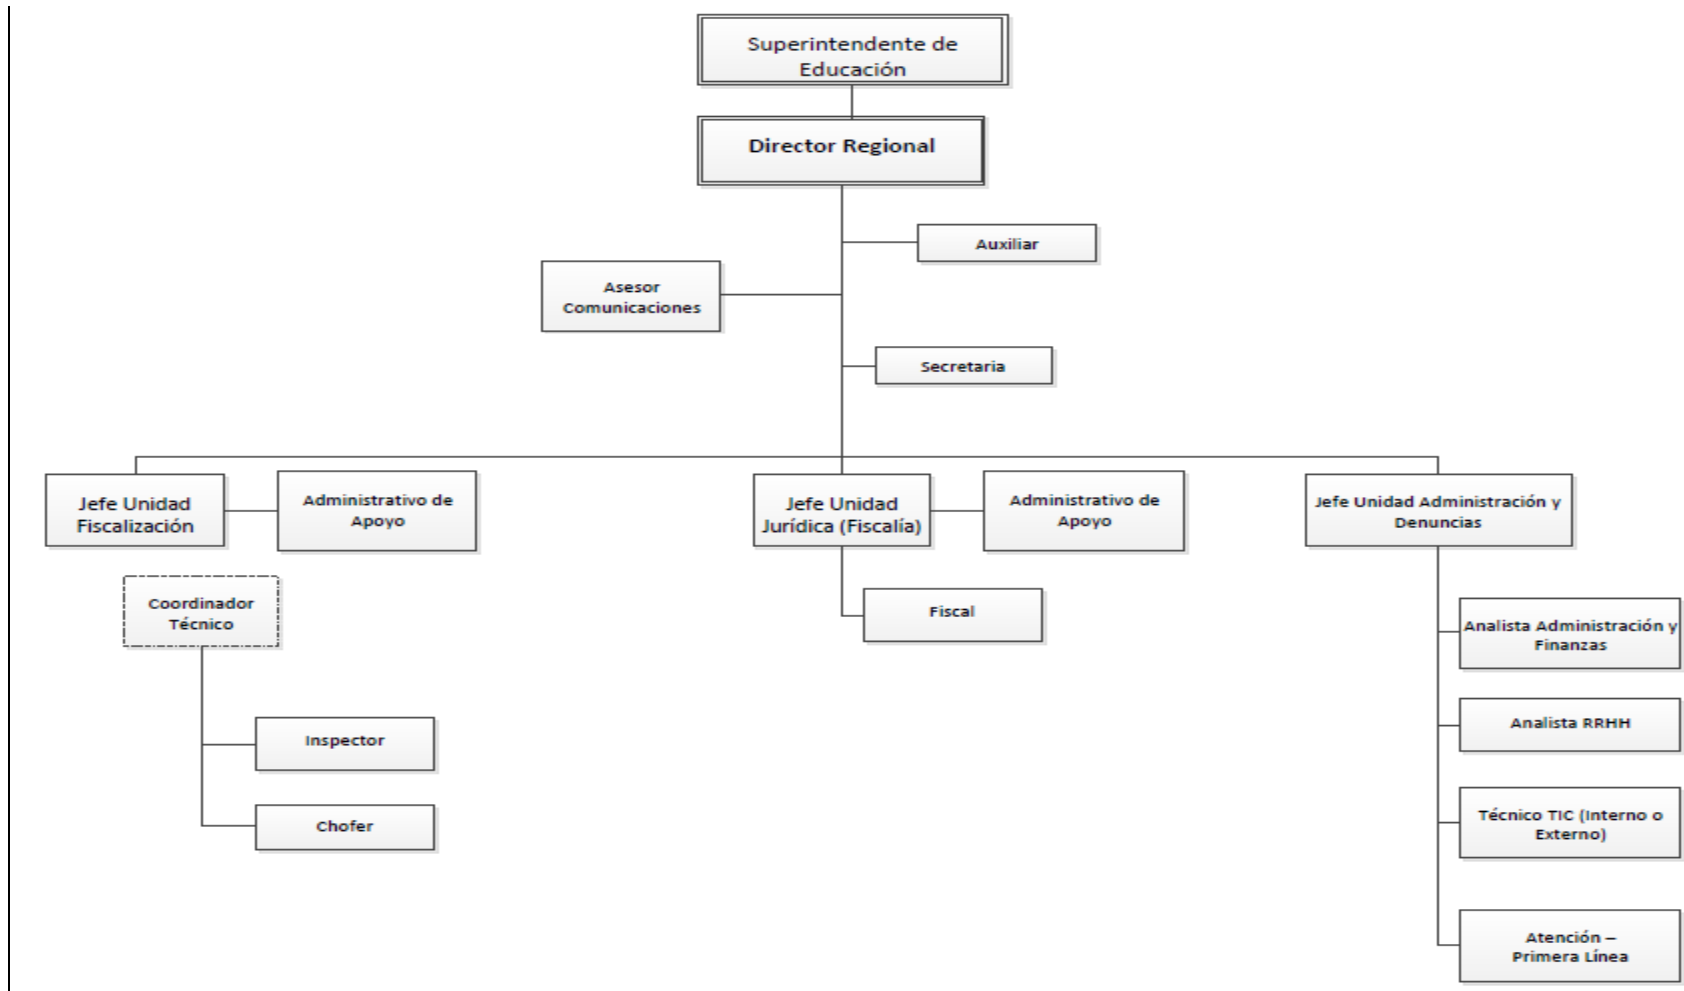 Superintendente de
Educación
Director Regional
Auxiliar
Asesor
Comunicaciones
Secretaria
Jefe Unidad
Fiscalización
Administrativo de
Apoyo
Jefe Unidad
Jurídica (Fiscalía)
Administrativo de
Apoyo
Jefe Unidad Administración y
Denuncias
Coordinador
Técnico
Fiscal
Analista Administración y
Finanzas
Inspector
Analista RRHH
Chofer
Técnico TIC (Interno o
Externo)
Atención –
Primera Línea